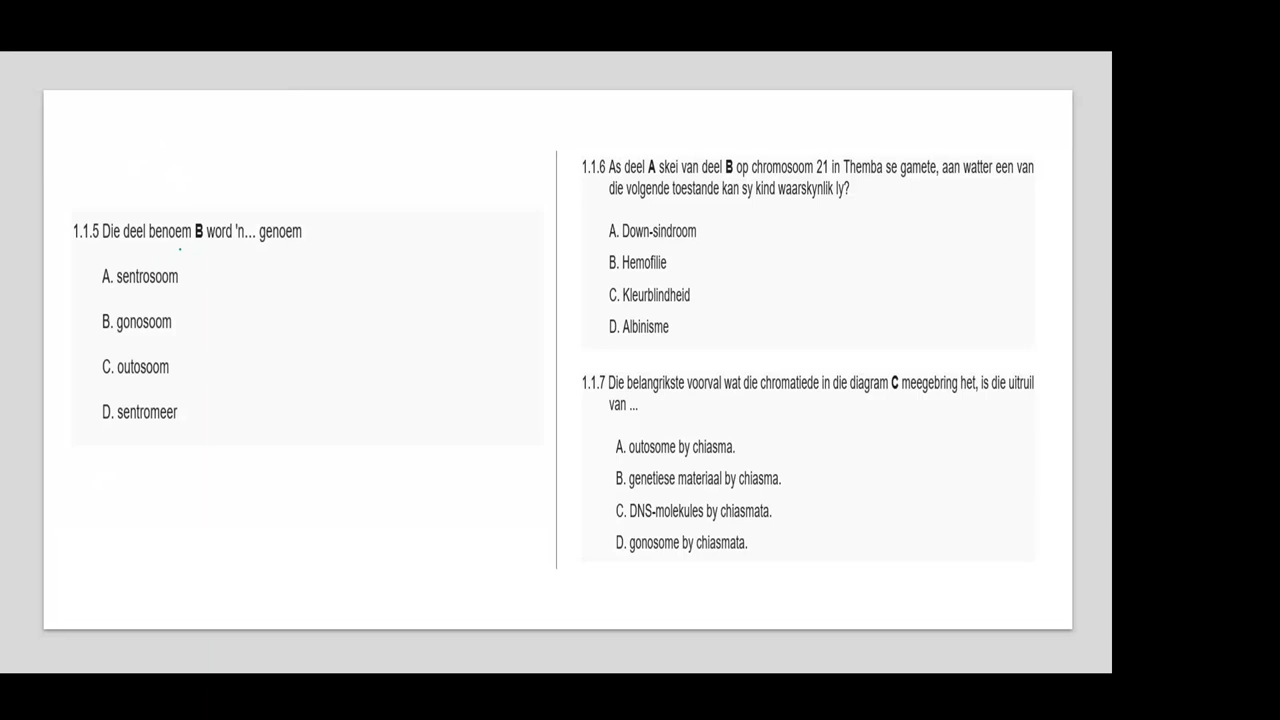 1.1.5 Die deel benoem B word 'n... genoem
A. sentrosoom
B. gonosoom
C. outosoom
D. sentromeer
1.1.6 As deel A skei van deel B op chromosoom 21 in Themba se gamete, aan watter een van
die volgende toestande kan sy kind waarskynlik ly?
A. Down-sindroom
B. Hemofilie
C. Kleurblindheid
D. Albinisme
1.1.7 Die belangrikste voorval wat die chromatiede in die diagram C meegebring het, is die uitruil
van ...
A. outosome by chiasma.
B. genetiese materiaal by chiasma.
C. DNS-molekules by chiasmata.
D. gonosome by chiasmata.